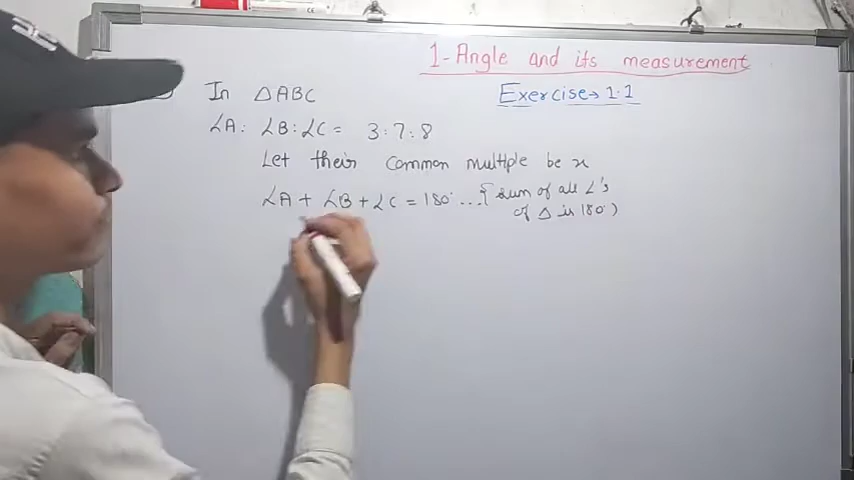 1-Angle and its measurement
Exercise→ 1.1
In △ABC
∠A: ∠B:∠C = 3:7:8
Let their common multiple be x
∠A + ∠B + ∠C = 180° ...{ sum of all ∠'s
of △ is 180°)